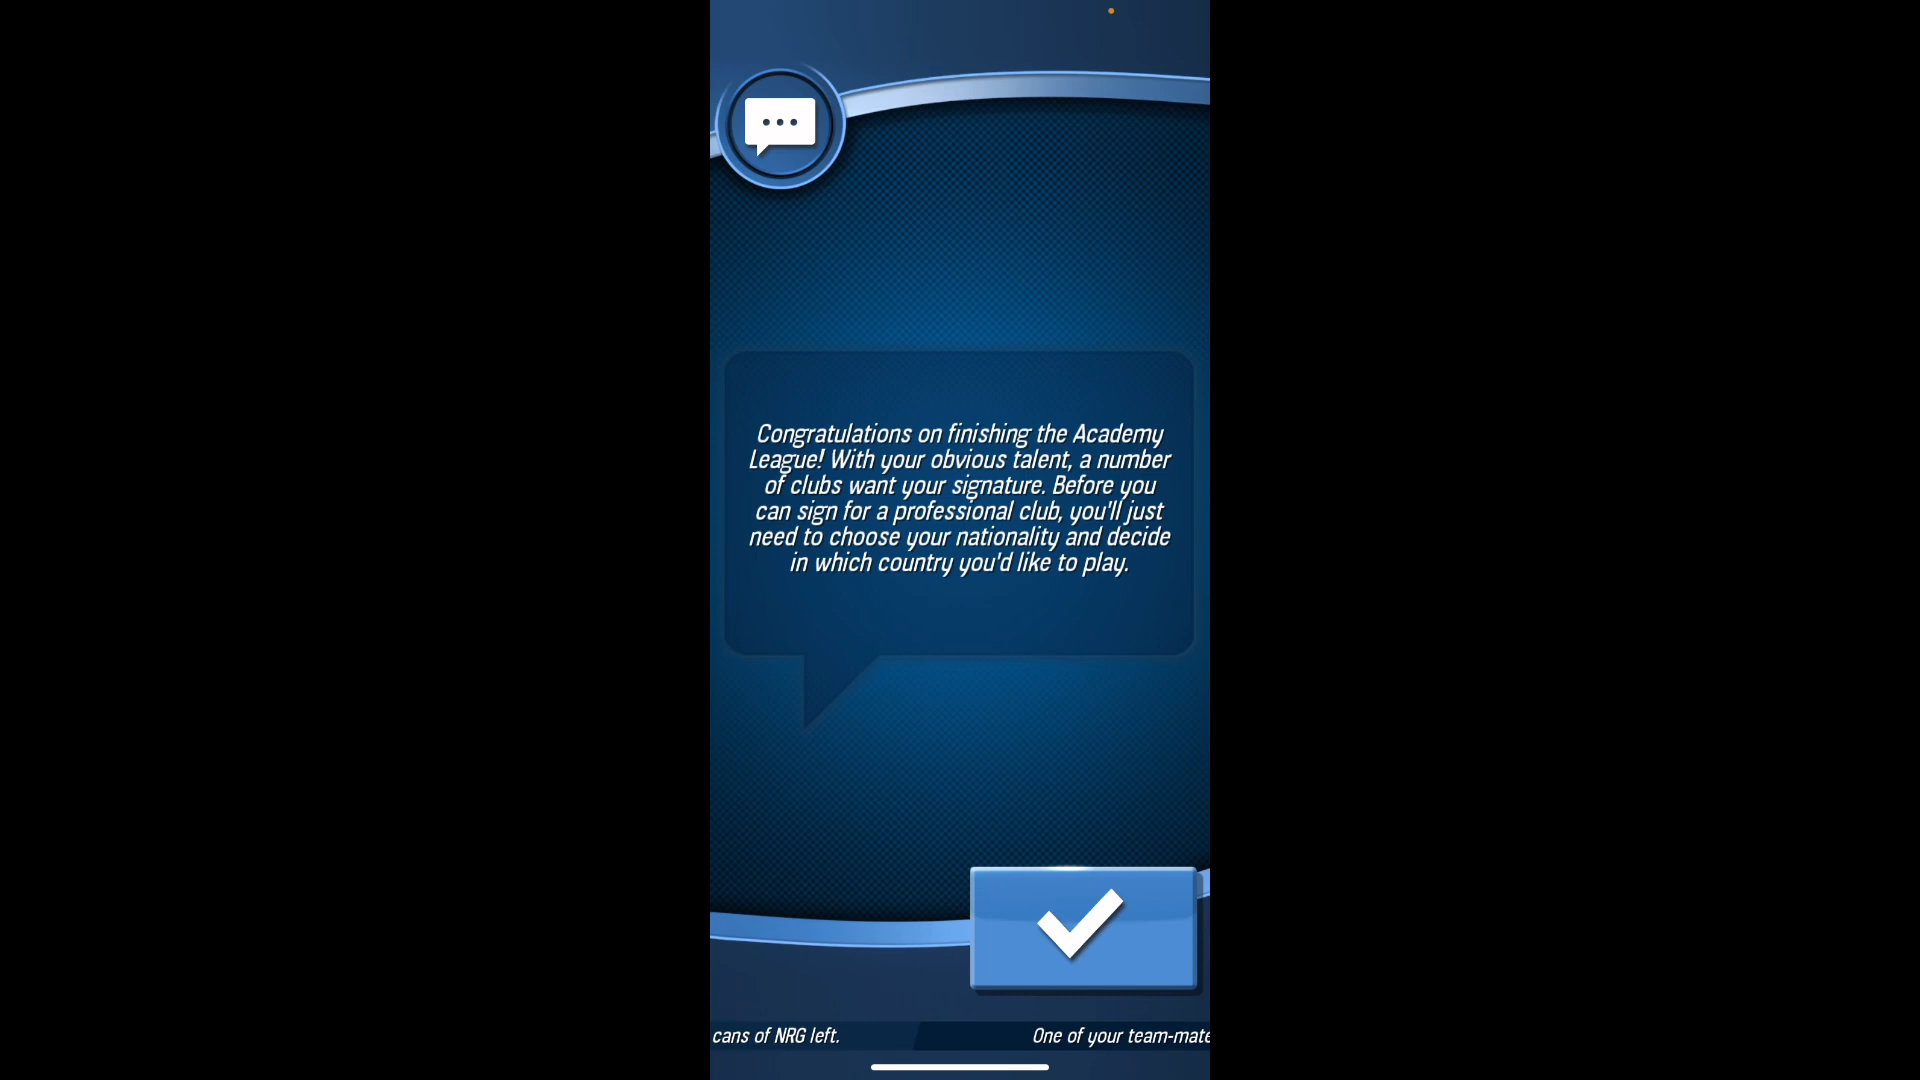 Congratulations on finishing the Academy
League! With your obvious talent, a number
of clubs want your signature. Before you
can sign for a professional club, you'll just
need to choose your nationality and decide
in which country you'd like to play.
cans of NRG left.
One of your team-mate